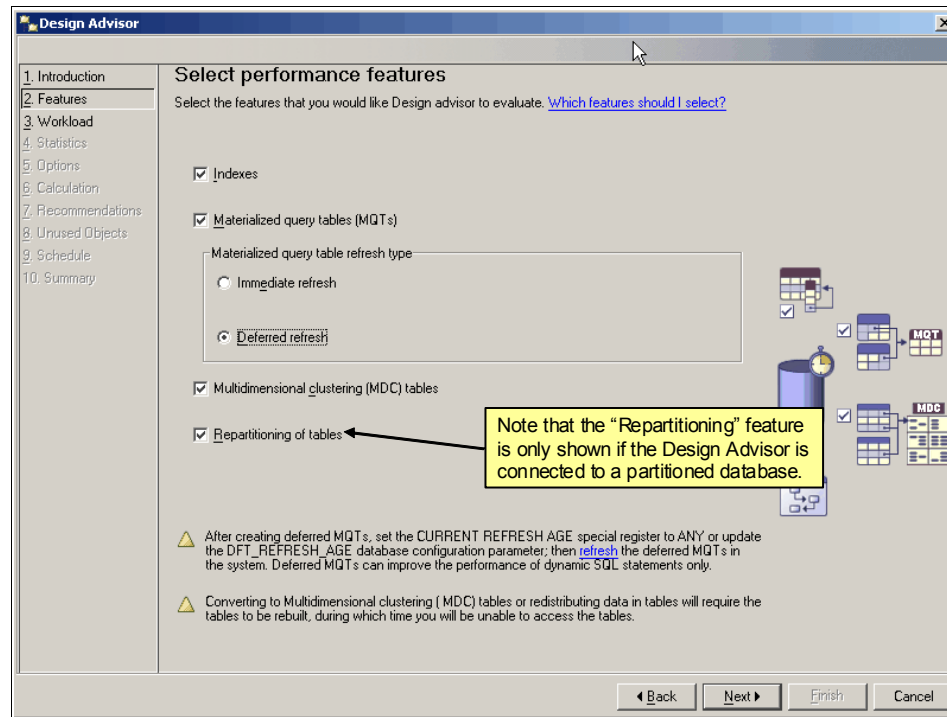 Design Advisor
1. Introduction
2. Features
3. Workload
4. Statistics
5. Options
6. Calculation
7. Recommendations
8. Unused Objects
9. Schedule
10. Summary
Select performance features
Select the features that you would like Design advisor to evaluate. Which features should I select?
Indexes
Materialized query tables (MQTs)
Materialized query table refresh type
Immediate refresh
Deferred refresh
Multidimensional clustering (MDC) tables
Repartitioning of tables
MQT
MDC
Note that the “Repartitioning” feature
is only shown if the Design Advisor is
connected to a partitioned database.
After creating deferred MQTs, set the CURRENT REFRESH AGE special register to ANY or update
the DFT_REFRESH_AGE database configuration parameter; then refresh the deferred MQTs in
the system. Deferred MQTs can improve the performance of dynamic SQL statements only.
Converting to Multidimensional clustering ( MDC) tables or redistributing data in tables will require the
tables to be rebuilt, during which time you will be unable to access the tables.
Back
Next
Finish
Cancel